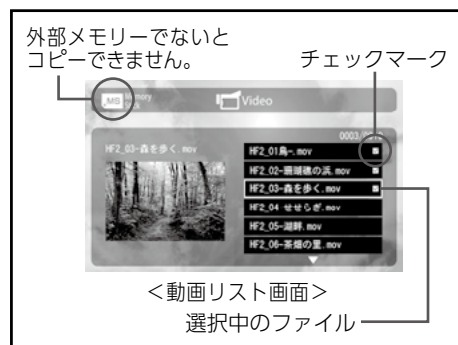 外部メモリーでないと
コピーできません。
チェックマーク
MS
Video
HF2_03-森を歩く.mov
HF2_01鳥-.mov
HF2_02-珊瑚礁の浜.mov
HF2_03-森を歩く.mov
HF2_04 せせらぎ.mov
HF2_05-湖畔.mov
HF2_06-茶畑の里.mov
<動画リスト画面>
選択中のファイル